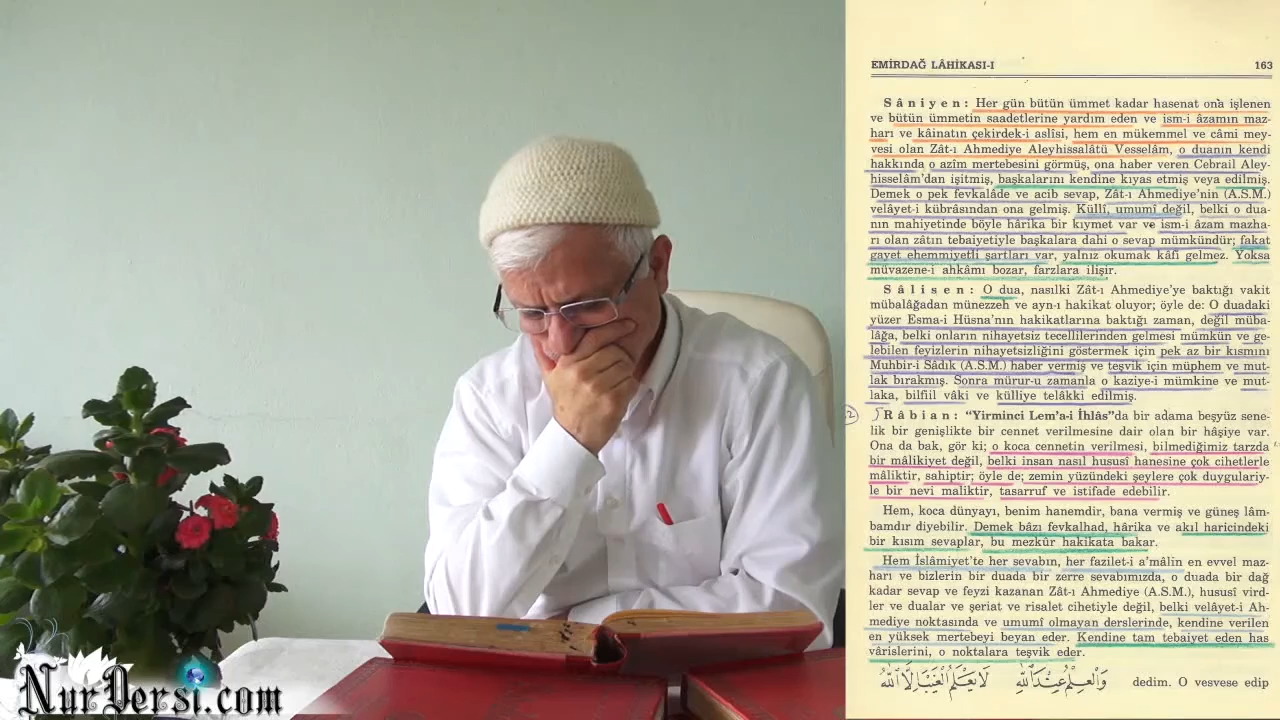 EMİRDAĞ LÂHİKASI-I 163
Sâniyen: Her gün bütün ümmet kadar hasenat ona işlenen
ve bütün ümmetin saadetlerine yardım eden ve ism-i âzamın maz-
harı ve kâinatın çekirdek-i aslîsi, hem en mükemmel ve câmi mey-
vesi olan Zât-ı Ahmediye Aleyhissalâtü Vesselâm, o duanın kendi
hakkında o azîm mertebesini görmüş, ona haber veren Cebrail Aley-
hisselâm'dan işitmiş, başkalarını kendine kıyas etmiş veya edilmiş.
Demek o pek fevkalâde ve acib sevap, Zât-ı Ahmediye'nin (A.S.M.)
velâyet-i kübrâsından ona gelmiş. Küllî, umumî değil, belki o dua-
nın mahiyetinde böyle hârika bir kıymet var ve ism-i âzam mazha-
rı olan zâtın tebaiyetiyle başkalara dahi o sevap mümkündür; fakat
gayet ehemmiyetli şartları var, yalnız okumak kâfi gelmez. Yoksa
müvazene-i ahkâmı bozar, farzlara ilişir.
Sâlisen: O dua, nasılki Zât-ı Ahmediye'ye baktığı vakit
mübalâğadan münezzeh ve ayn-ı hakikat oluyor; öyle de: O duadaki
yüzer Esma-i Hüsna'nın hakikatlarına baktığı zaman, değil müba-
lâğa, belki onların nihayetsiz tecellilerinden gelmesi mümkün ve ge-
lebilen feyizlerin nihayetsizliğini göstermek için pek az bir kısmını
Muhbir-i Sâdık (A.S.M.) haber vermiş ve teşvik için müphem ve mut-
lak bırakmış. Sonra mürur-u zamanla o kaziye-i mümkine ve mut-
laka, bilfiil vâki ve külliye telâkki edilmiş.
Râbian: "Yirminci Lem'a-i İhlâs"da bir adama beşyüz sene-
lik bir genişlikte bir cennet verilmesine dair olan bir hâşiye var.
Ona da bak, gör ki; o koca cennetin verilmesi, bilmediğimiz tarzda
bir mâlikiyet değil, belki insan nasıl hususî hanesine çok cihetlerle
mâliktir, sahiptir; öyle de; zemin yüzündeki şeylere çok duygulariy-
le bir nevi maliktir, tasarruf ve istifade edebilir.
Hem, koca dünyayı, benim hanemdir, bana vermiş ve güneş lâm-
bamdır diyebilir. Demek bâzı fevkalhad, hârika ve akıl haricindeki
bir kısım sevaplar, bu mezkûr hakikata bakar.
Hem İslâmiyet'te her sevabın, her fazilet-i a'mâlin en evvel maz-
harı ve bizlerin bir duada bir zerre sevabımızda, o duada bir dağ
kadar sevap ve feyzi kazanan Zât-ı Ahmediye (A.S.M.), hususî vird-
ler ve dualar ve şeriat ve risalet cihetiyle değil, belki velâyet-i Ah-
mediye noktasında ve umumî olmayan derslerinde, kendine verilen
en yüksek mertebeyi beyan eder. Kendine tam tebaiyet eden has
vârislerini, o noktalara teşvik eder.
لَا يَعْلَمُ الْغَيْبَ اِلَّا اللّٰهُ وَالْعِلْمُ عِنْدَ اللّٰهِ dedim. O vesvese edip
NurDersi.com